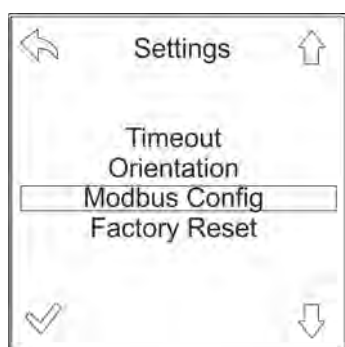 Settings
Timeout
Orientation
Modbus Config
Factory Reset